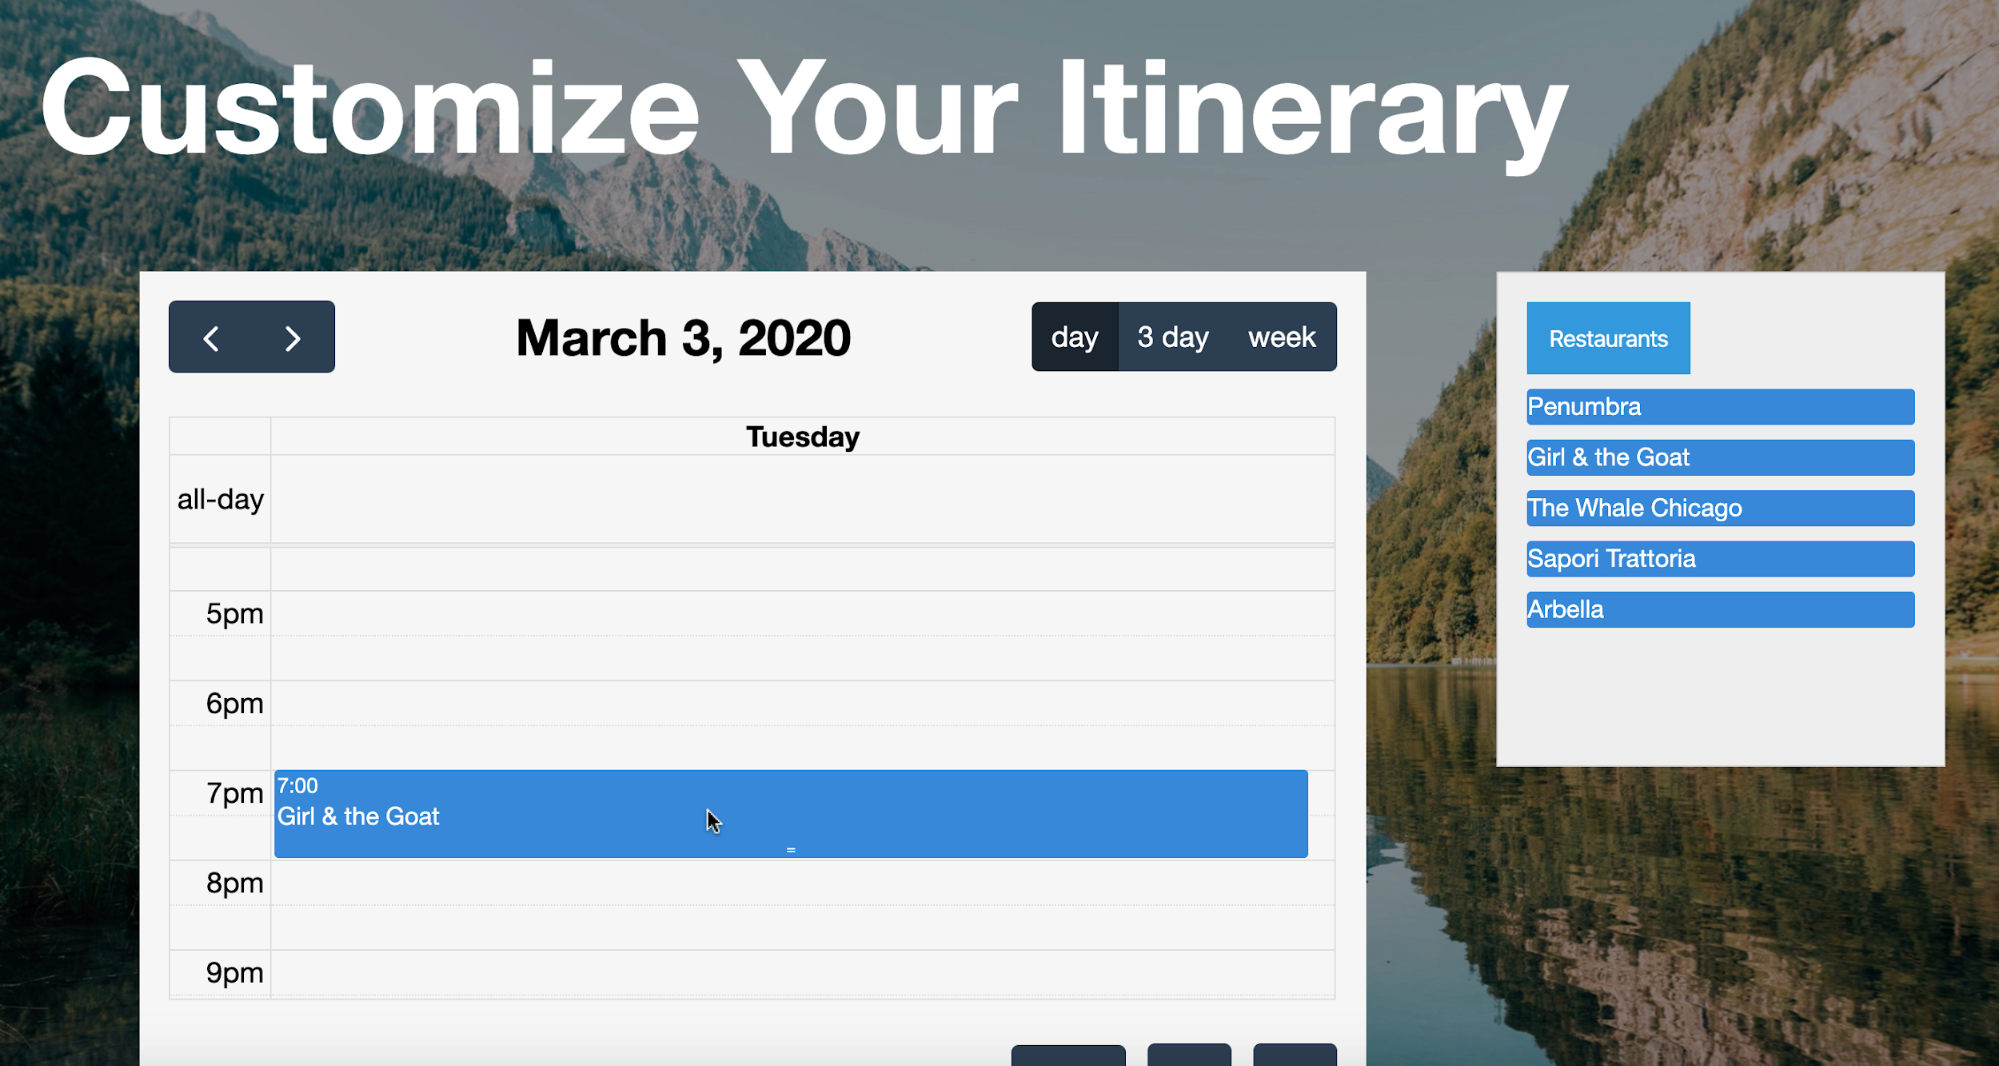 Customize Your Itinerary
March 3, 2020
day 3 day week
Tuesday
all-day
5pm
6pm
7pm
7:00
Girl & the Goat
8pm
9pm
Restaurants
Penumbra
Girl & the Goat
The Whale Chicago
Sapori Trattoria
Arbella